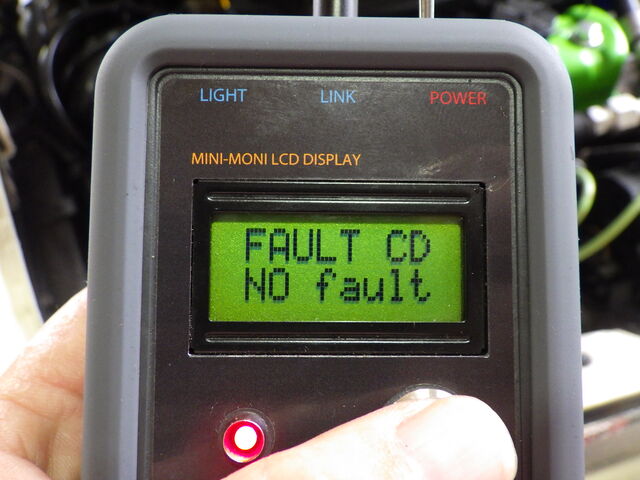 LIGHT LINK POWER
MINI-MONI LCD DISPLAY
FAULT CD
NO fault